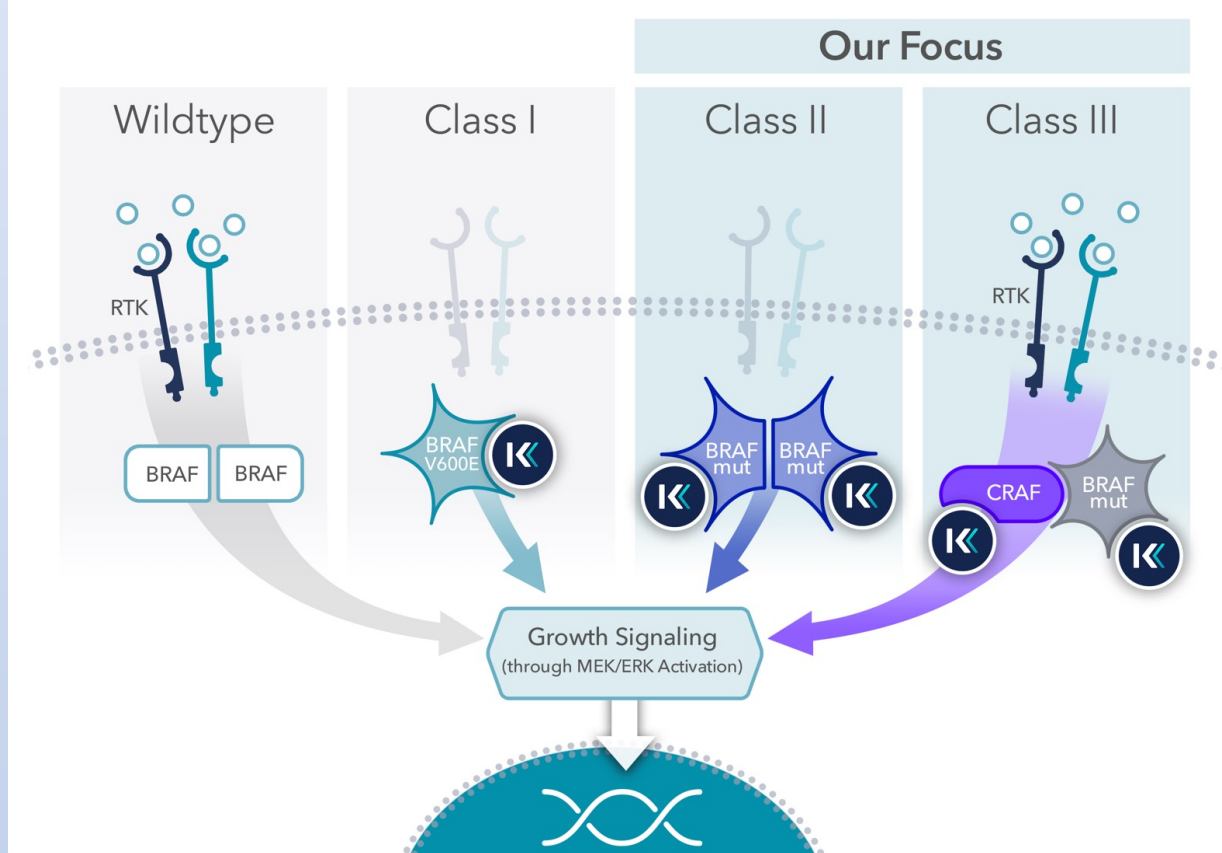 Our Focus
Wildtype
Class I
Class II
Class III
RTK
RTK
BRAF
BRAF
BRAF
V600E
BRAF
mut
BRAF
mut
CRAF
BRAF
mut
Growth Signaling
(through MEK/ERK Activation)